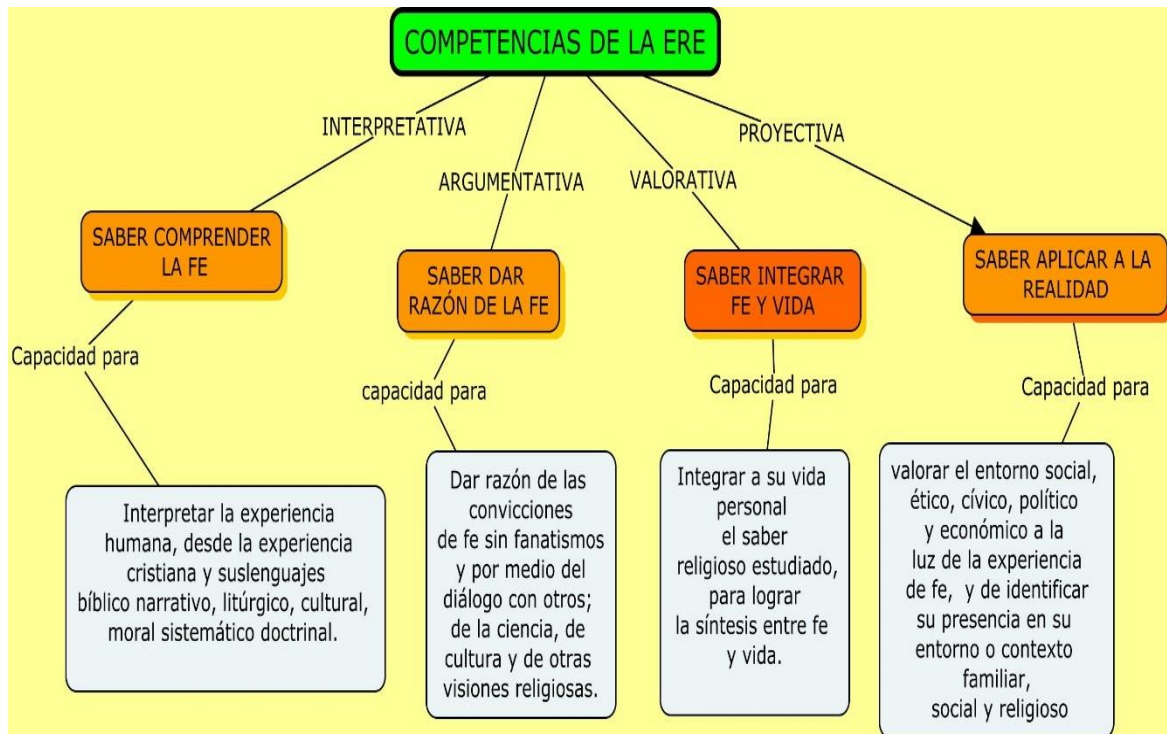 COMPETENCIAS DE LA ERE
INTERPRETATIVA
ARGUMENTATIVA
VALORATIVA
PROYECTIVA
SABER COMPRENDER
LA FE
SABER DAR
RAZÓN DE LA FE
SABER INTEGRAR
FE Y VIDA
SABER APLICAR A LA
REALIDAD
Capacidad para
capacidad para
Capacidad para
Capacidad para
Interpretar la experiencia
humana, desde la experiencia
cristiana y suslenguajes
bíblico narrativo, litúrgico, cultural,
moral sistemático doctrinal.
Dar razón de las
convicciones
de fe sin fanatismos
y por medio del
diálogo con otros;
de la ciencia, de
cultura y de otras
visiones religiosas.
Integrar a su vida
personal
el saber
religioso estudiado,
para lograr
la síntesis entre fe
y vida.
valorar el entorno social,
ético, cívico, político
y económico a la
luz de la experiencia
de fe, y de identificar
su presencia en su
entorno o contexto
familiar,
social y religioso